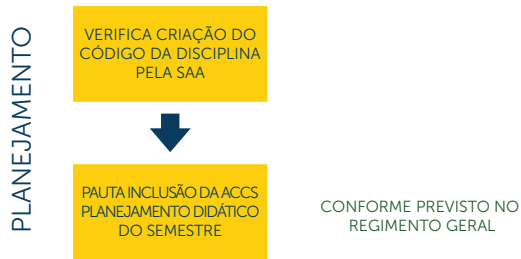 PLANEJAMENTO
VERIFICA CRIAÇÃO DO
CÓDIGO DA DISCIPLINA
PELA SAA
PAUTA INCLUSÃO DA ACCS
PLANEJAMENTO DIDÁTICO
DO SEMESTRE
CONFORME PREVISTO NO
REGIMENTO GERAL